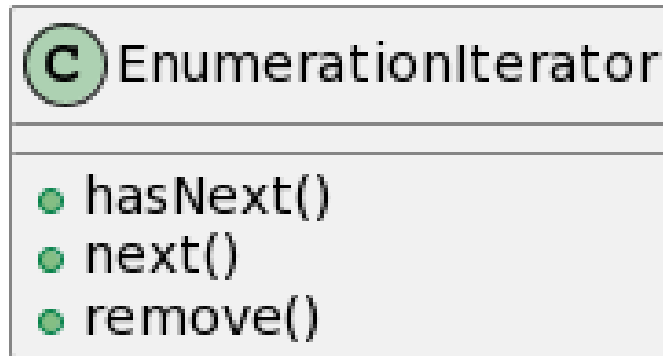 C EnumerationIterator
hasNext()
next()
remove()